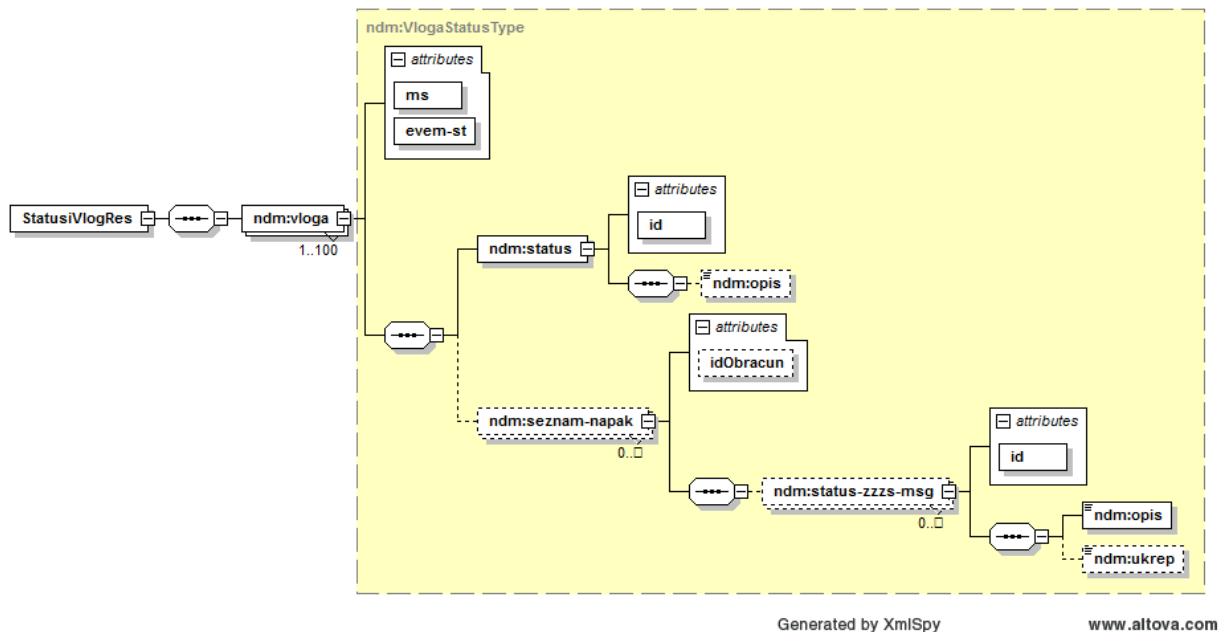 ndm:VlogaStatusType
attributes
ms
evem-st
StatusiVlogRes
ndm:vloga
1..100
attributes
id
ndm:status
ndm:opis
attributes
idObracun
ndm:seznam-napak
0..□
attributes
id
ndm:status-zzzs-msg
0..□
ndm:opis
ndm:ukrep
Generated by XmlSpy www.altova.com